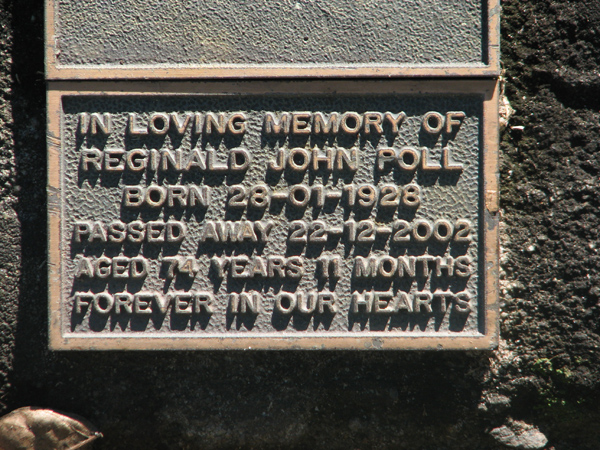 IN LOVING MEMORY OF
REGINALD JOHN POLL
BORN 28-01-1928
PASSED AWAY 22-12-2002
AGED 74 YEARS 11 MONTHS
FOREVER IN OUR HEARTS